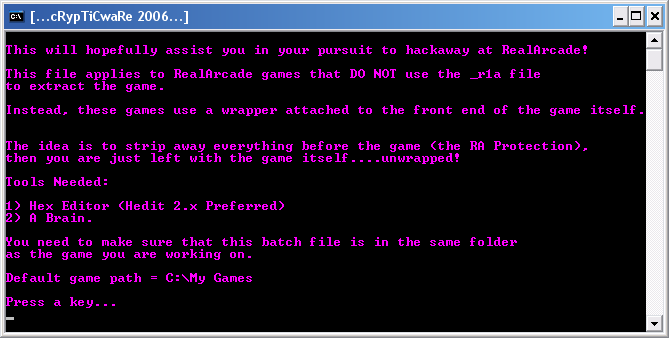 [...cRypTiCwaRe 2006...]
This will hopefully assist you in your pursuit to hackaway at RealArcade!
This file applies to RealArcade games that DO NOT use the _r1a file
to extract the game.
Instead, these games use a wrapper attached to the front end of the game itself.
The idea is to strip away everything before the game (the RA Protection),
then you are just left with the game itself....unwrapped!
Tools Needed:
1) Hex Editor (Hedit 2.x Preferred)
2) A Brain.
You need to make sure that this batch file is in the same folder
as the game you are working on.
Default game path = C:\My Games
Press a key...